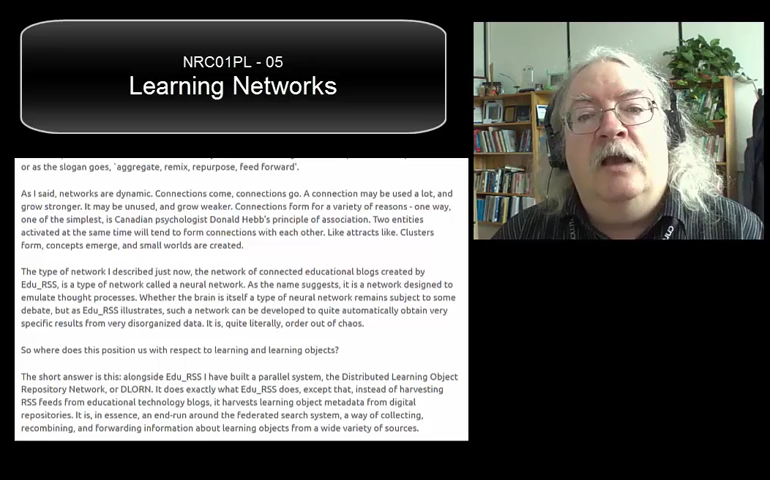 NRC01PL - 05
Learning Networks
or as the slogan goes, `aggregate, remix, repurpose, feed forward'.
As I said, networks are dynamic. Connections come, connections go. A connection may be used a lot, and
grow stronger. It may be unused, and grow weaker. Connections form for a variety of reasons - one way,
one of the simplest, is Canadian psychologist Donald Hebb's principle of association. Two entities
activated at the same time will tend to form connections with each other. Like attracts like. Clusters
form, concepts emerge, and small worlds are created.
The type of network I described just now, the network of connected educational blogs created by
Edu_RSS, is a type of network called a neural network. As the name suggests, it is a network designed to
emulate thought processes. Whether the brain is itself a type of neural network remains subject to some
debate, but as Edu_RSS illustrates, such a network can be developed to quite automatically obtain very
specific results from very disorganized data. It is, quite literally, order out of chaos.
So where does this position us with respect to learning and learning objects?
The short answer is this: alongside Edu_RSS I have built a parallel system, the Distributed Learning Object
Repository Network, or DLORN. It does exactly what Edu_RSS does, except that, instead of harvesting
RSS feeds from educational technology blogs, it harvests learning object metadata from digital
repositories. It is, in essence, an end-run around the federated search system, a way of collecting,
recombining, and forwarding information about learning objects from a wide variety of sources.